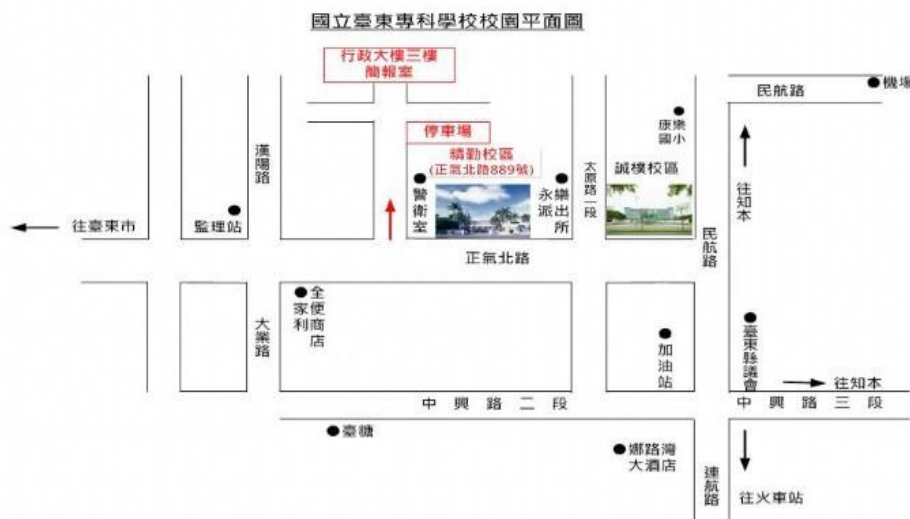 國立臺東專科學校校園平面圖
行政大樓三樓
簡報室
民航路
機場
停車場
康樂
國小
漢陽路
精勤校區
(正氣北路889號)
太原路二段
誠樸校區
往知本
警衛室
永樂
派出所
往臺東市
監理站
民航路
正氣北路
全家
便利
商店
大業路
加油站
臺東縣議會
往知本
中興路二段
中興路三段
臺糖
娜路灣
大酒店
連航路
往火車站